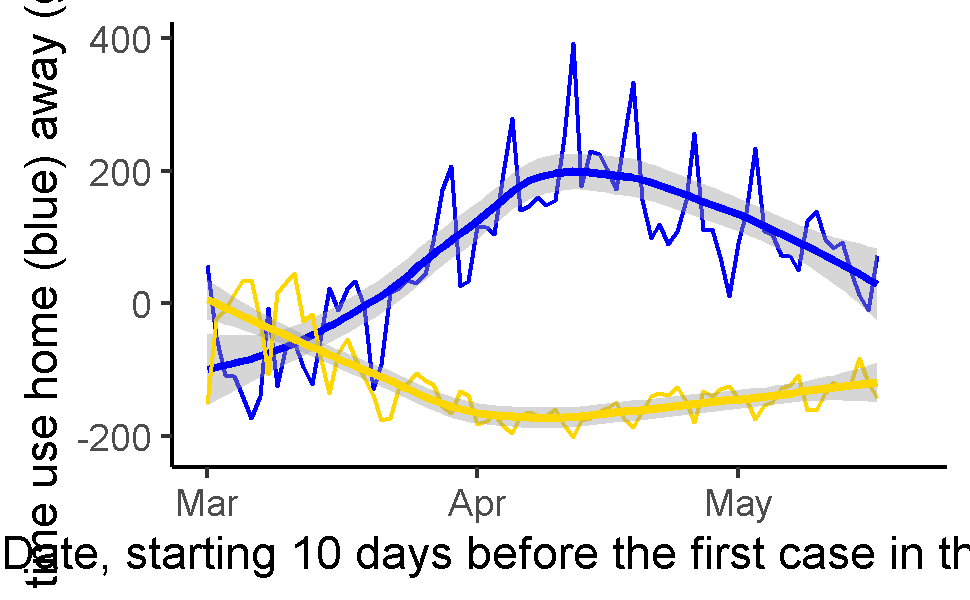 time use home (blue) away (
400
200
0
-200
Mar Apr May
Date, starting 10 days before the first case in th